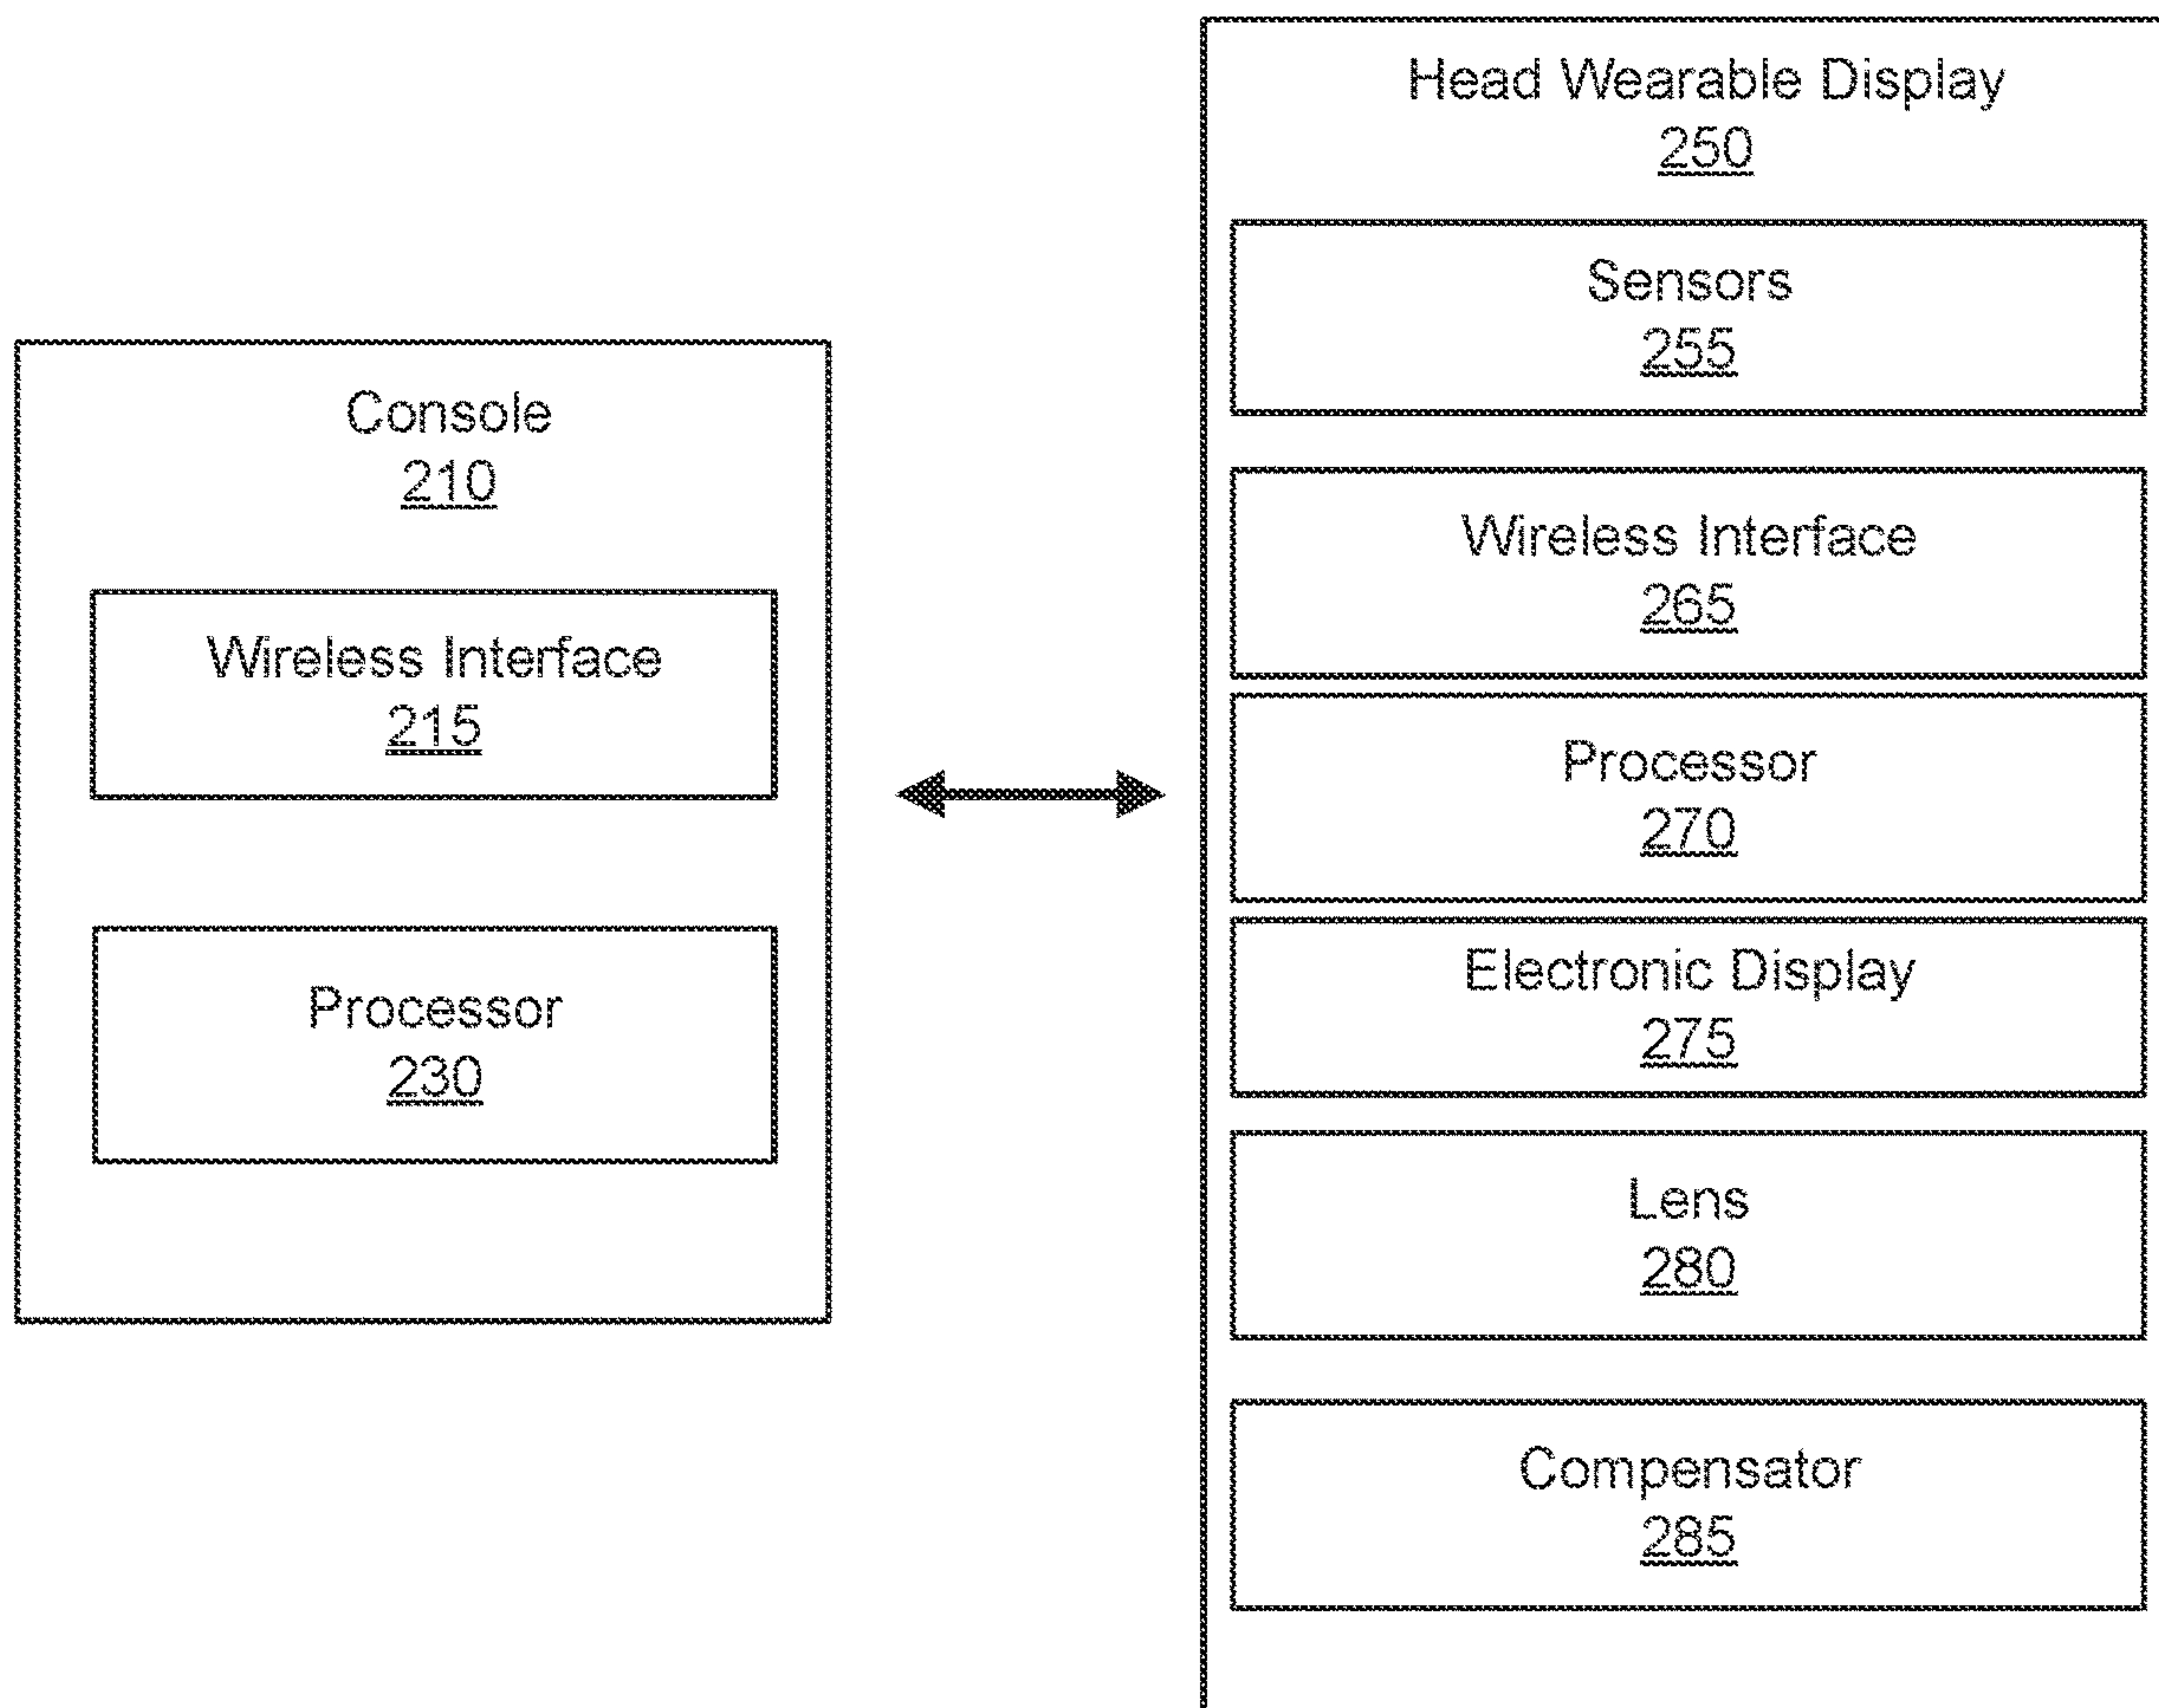 Console
210
Wireless Interface
215
Processor
230
Head Wearable Display
250
Sensors
255
Wireless Interface
265
Processor
270
Electronic Display
275
Lens
280
Compensator
285